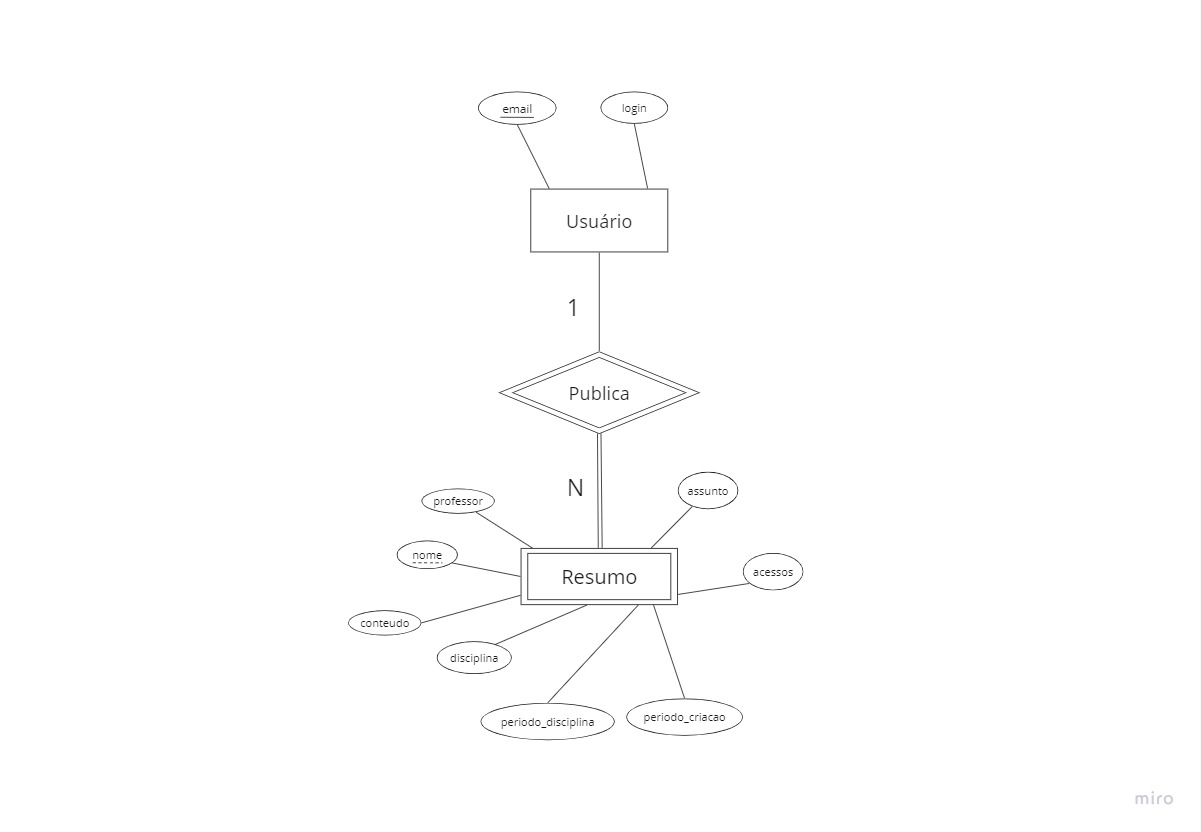 email
login
Usuário
1
Publica
N
professor
assunto
nome
Resumo
acessos
conteudo
disciplina
periodo_disciplina
periodo_criacao
miro